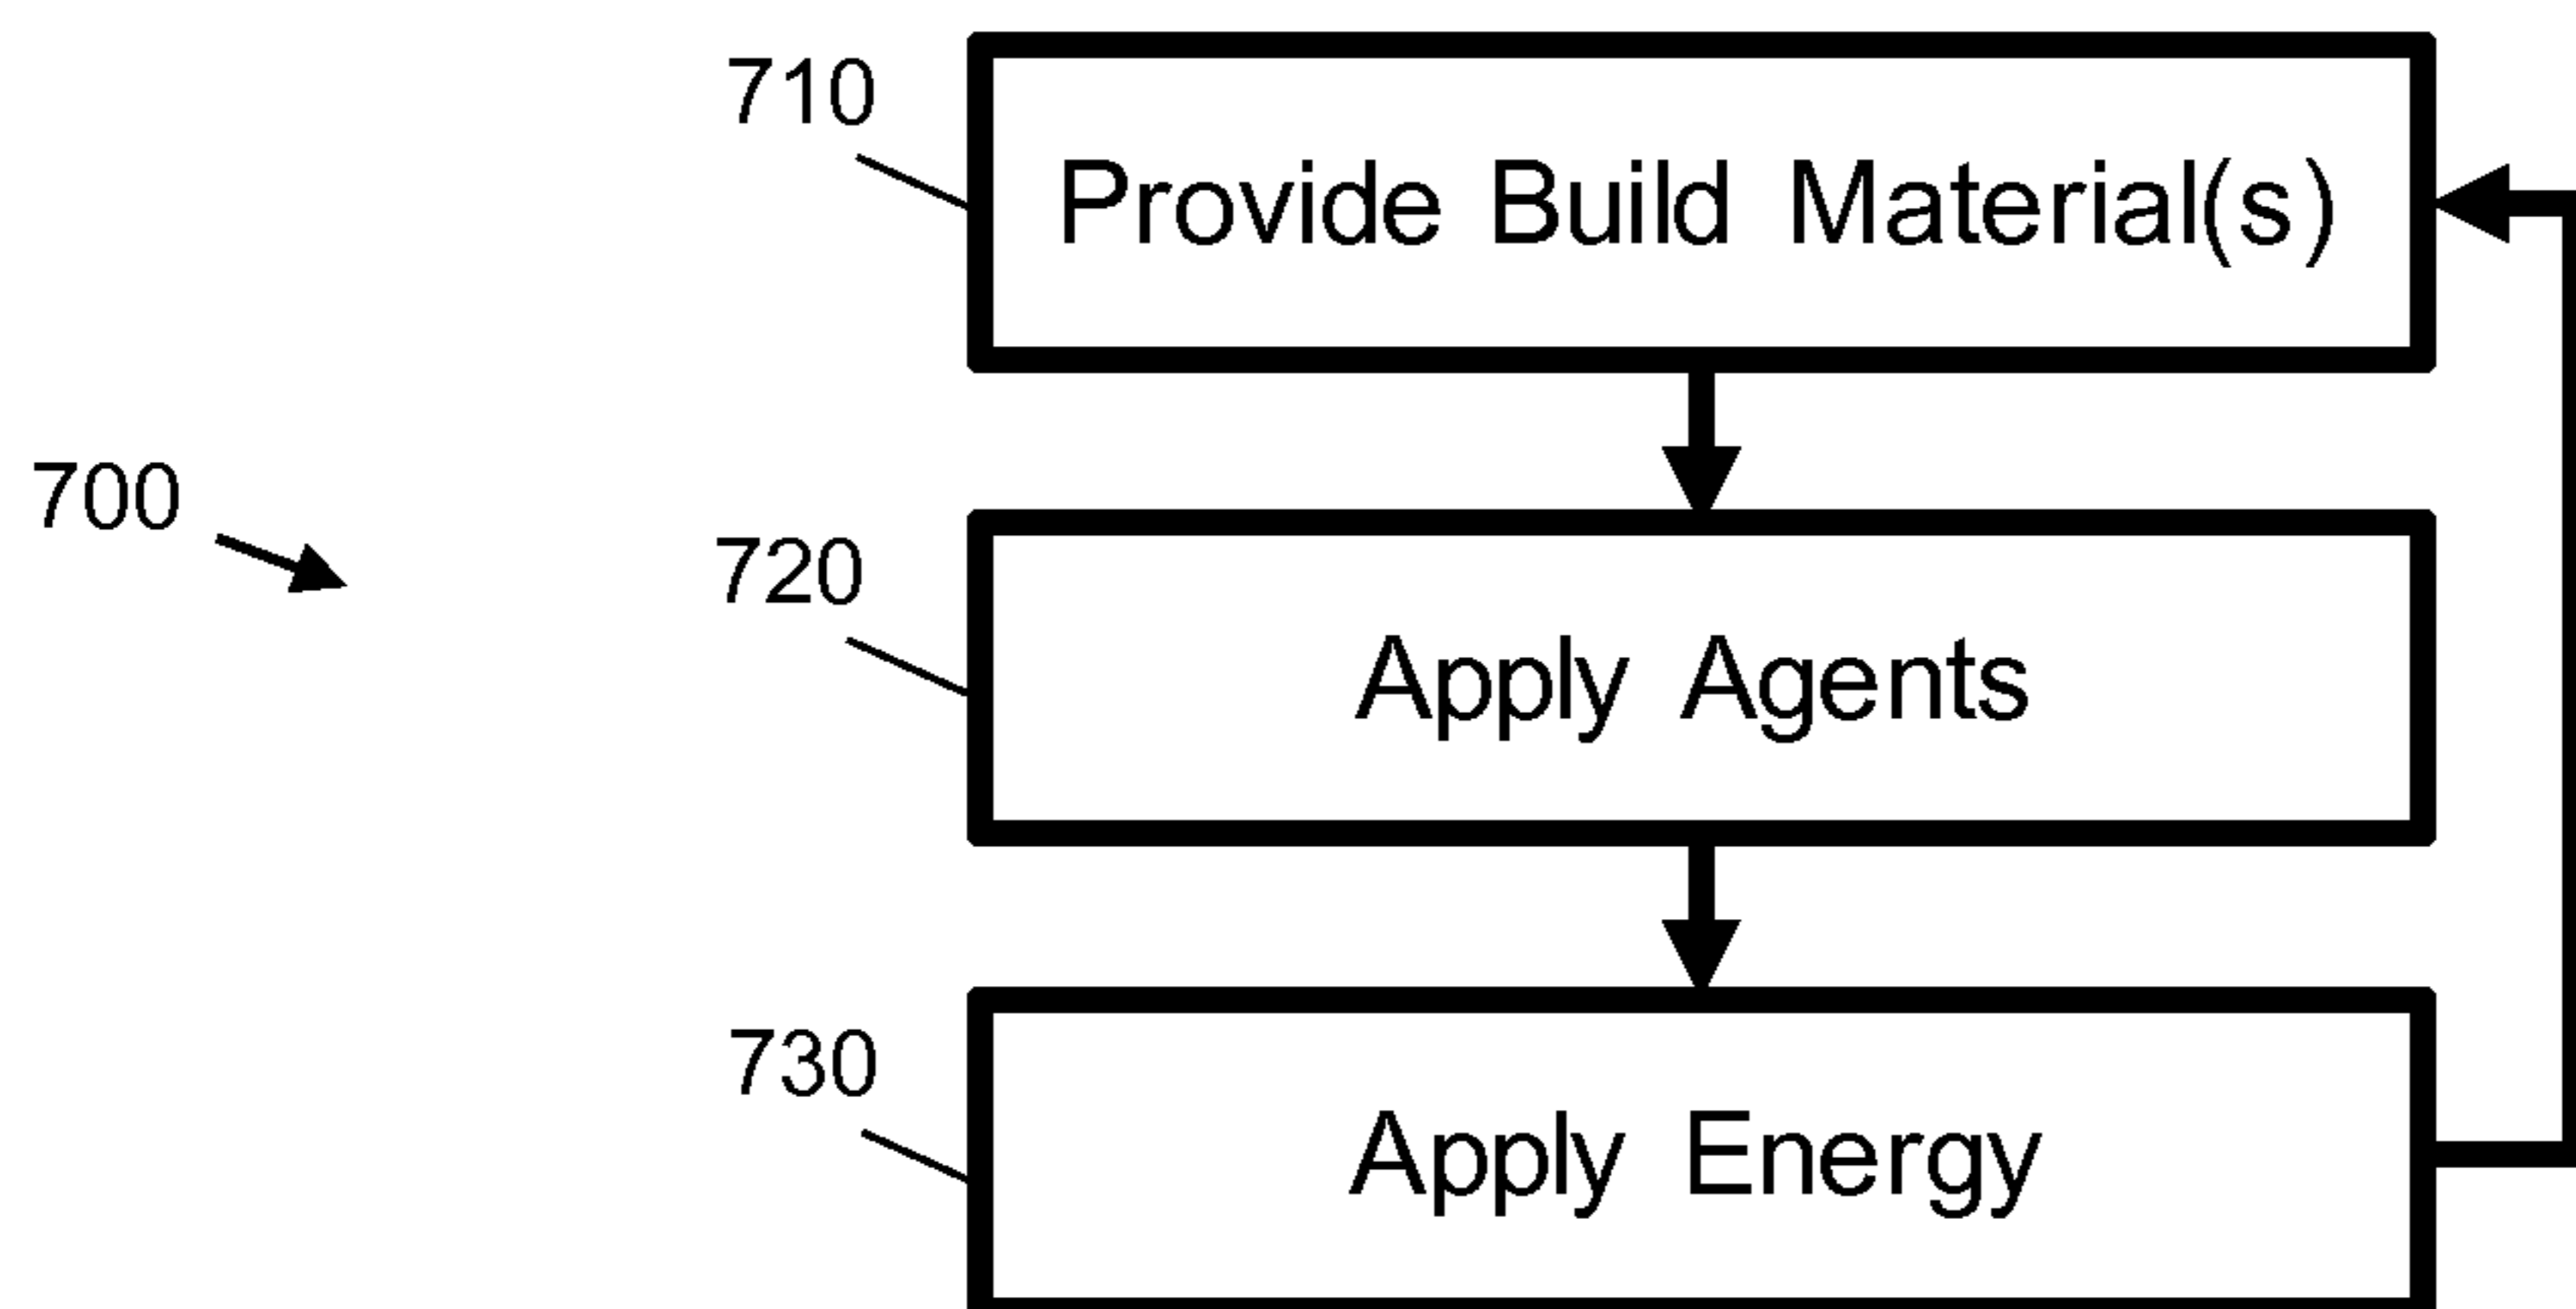 710
Provide Build Material(s)
700
720
Apply Agents
730
Apply Energy